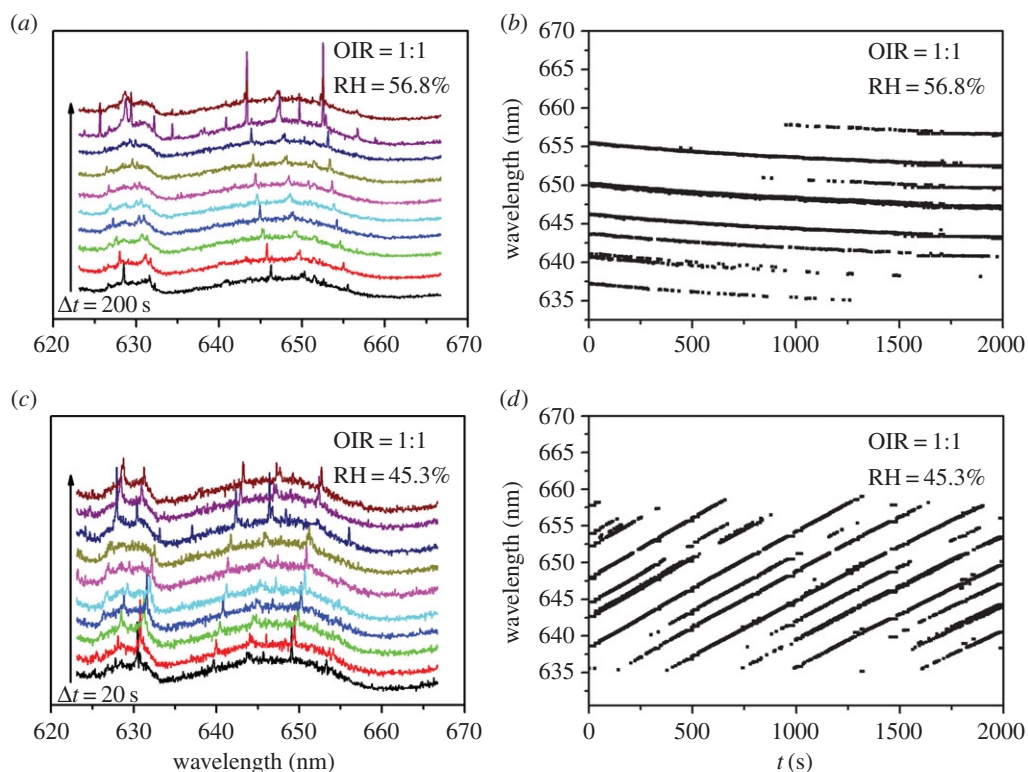 (a)
OIR = 1:1
RH = 56.8%
Δt = 200 s
620 630 640 650 660 670
(b)
OIR = 1:1
RH = 56.8%
wavelength (nm)
670
665
660
655
650
645
640
635
0 500 1000 1500 2000
(c)
OIR = 1:1
RH = 45.3%
Δt = 20 s
620 630 640 650 660 670
wavelength (nm)
(d)
OIR = 1:1
RH = 45.3%
wavelength (nm)
670
665
660
655
650
645
640
635
0 500 1000 1500 2000
t (s)